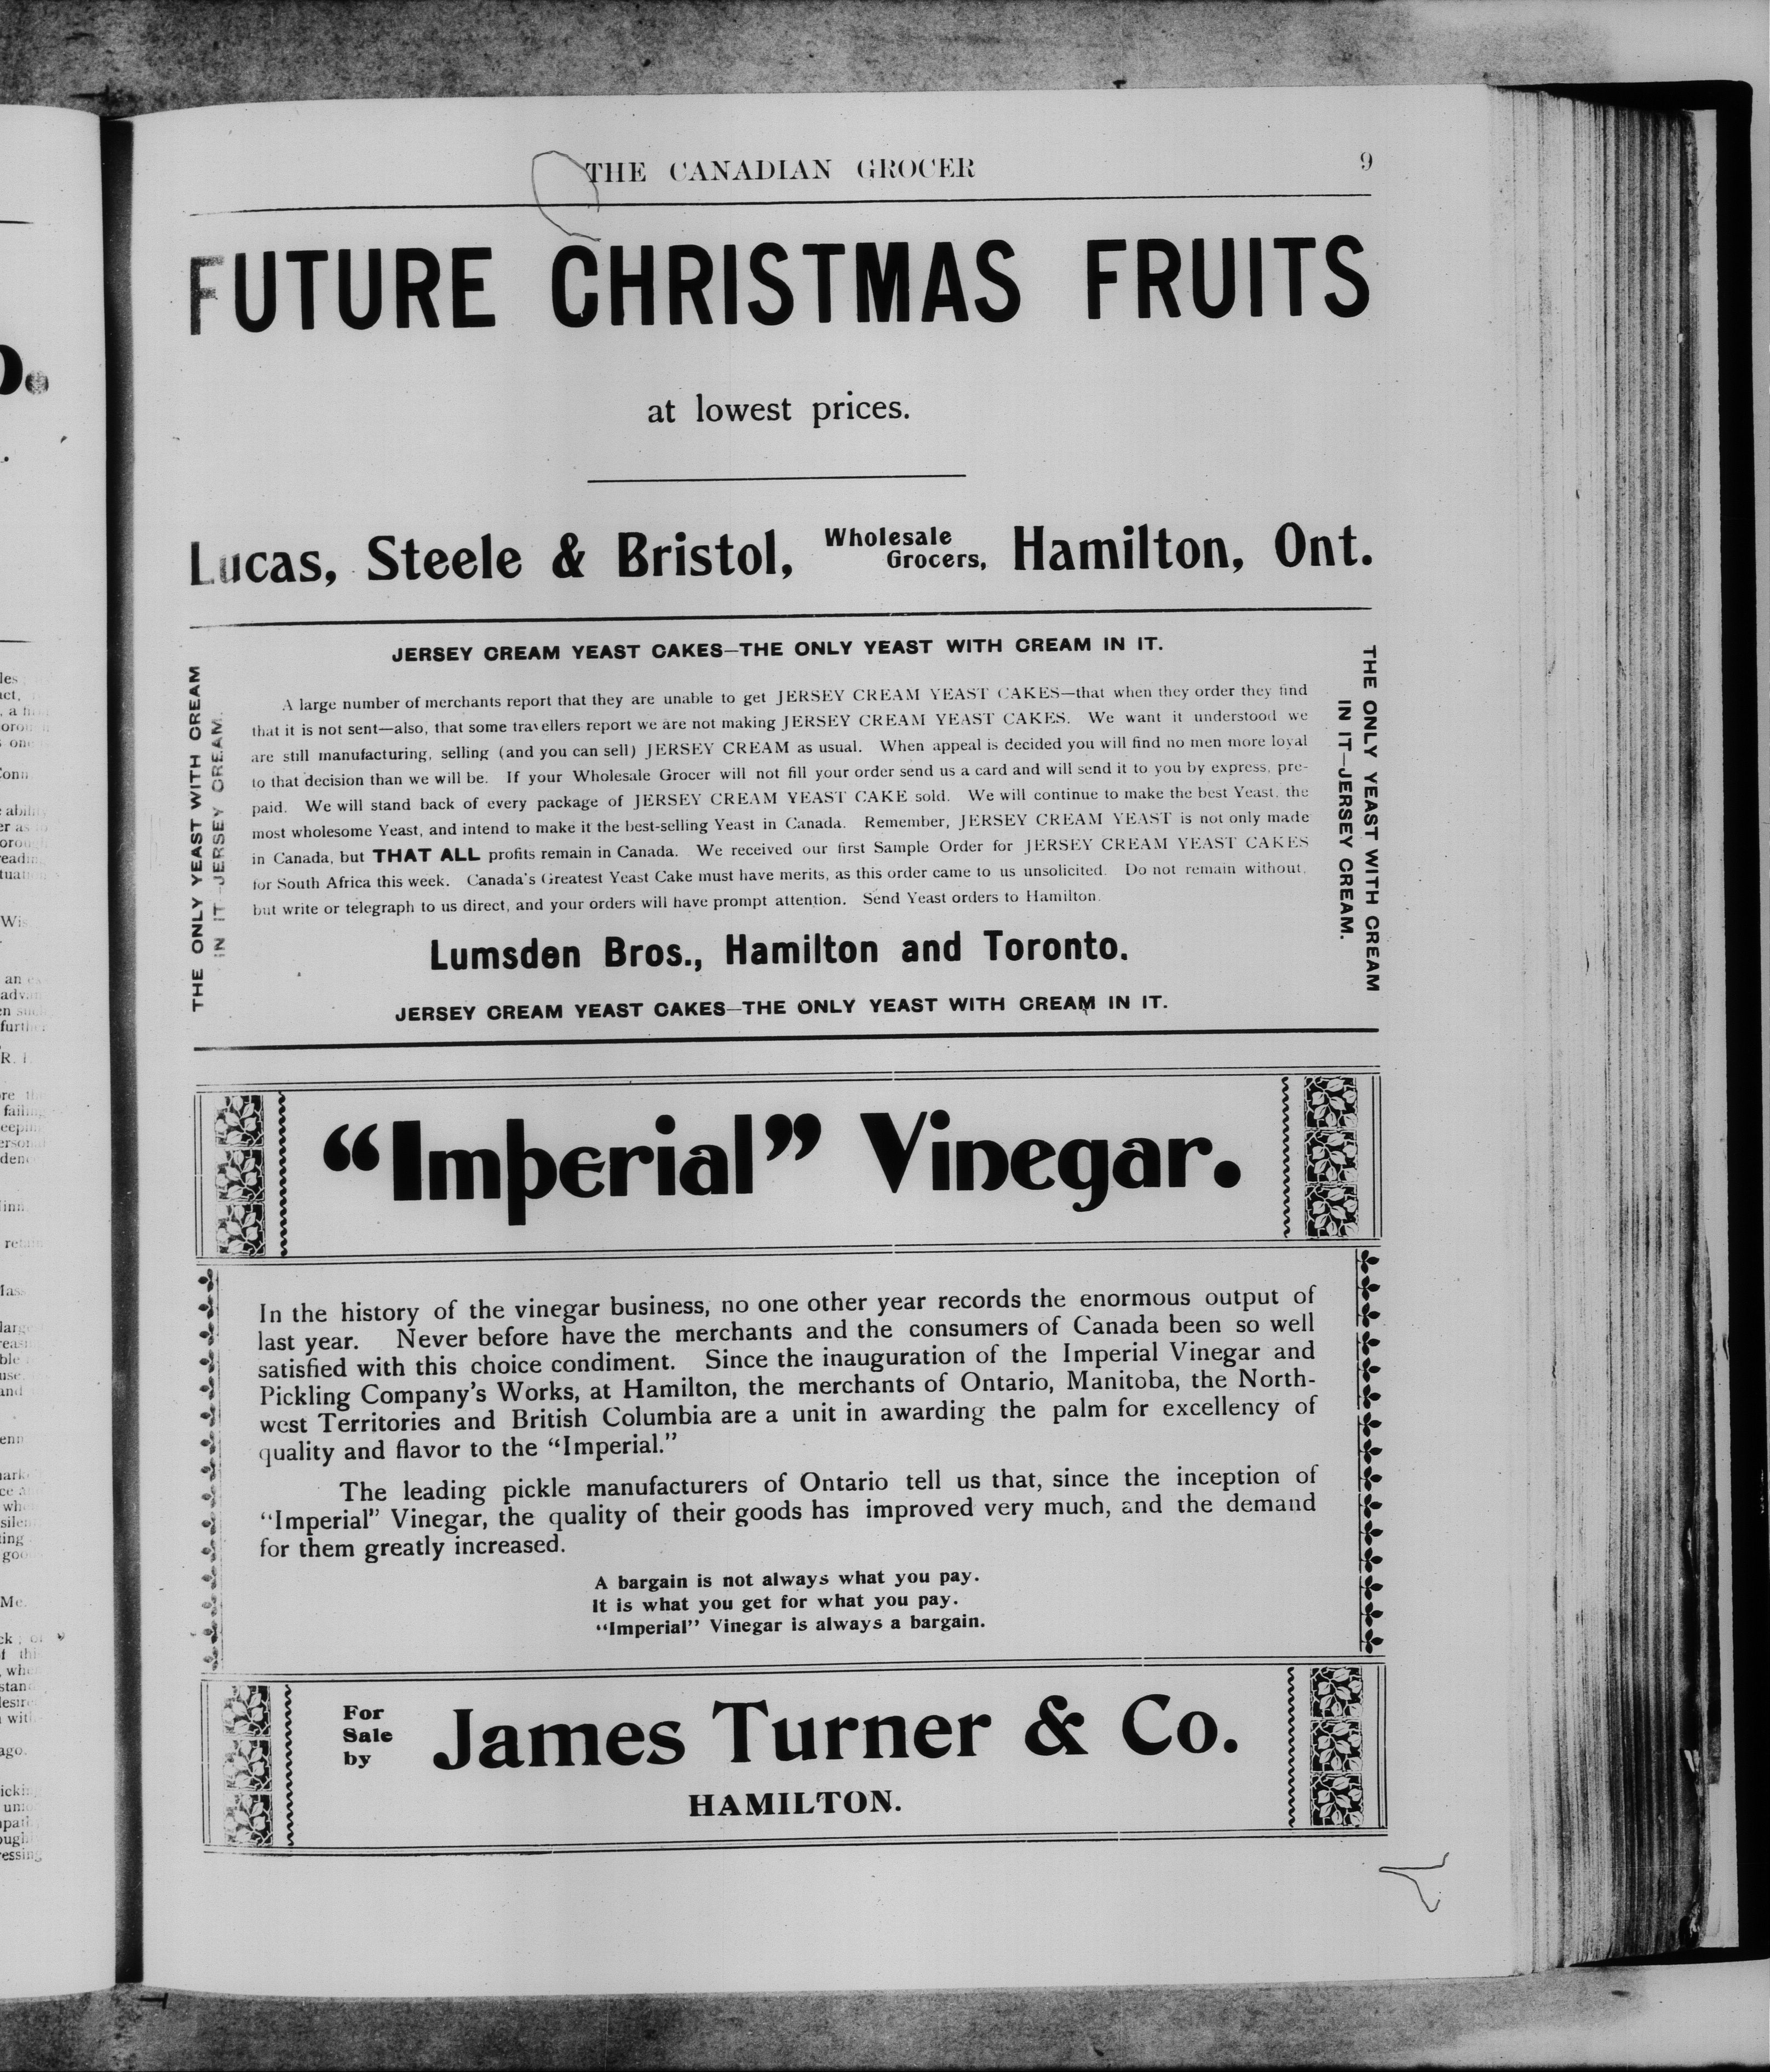 THE CANADIAN GROCER
9
FUTURE CHRISTMAS FRUITS
at lowest prices.
Lucas, Steele & Bristol, Wholesale Grocers, Hamilton, Ont.
JERSEY CREAM YEAST CAKES—THE ONLY YEAST WITH CREAM IN IT.
THE ONLY YEAST WITH CREAM
IN IT—JERSEY CREAM.
A large number of merchants report that they are unable to get JERSEY CREAM YEAST CAKES—that when they order they find
that it is not sent—also, that some travellers report we are not making JERSEY CREAM YEAST CAKES. We want it understood we
are still manufacturing, selling (and you can sell) JERSEY CREAM as usual. When appeal is decided you will find no men more loyal
to that decision than we will be. If your Wholesale Grocer will not fill your order send us a card and will send it to you by express, pre-
paid. We will stand back of every package of JERSEY CREAM YEAST CAKE sold. We will continue to make the best Yeast, the
most wholesome Yeast, and intend to make it the best-selling Yeast in Canada. Remember, JERSEY CREAM YEAST is not only made
in Canada, but THAT ALL profits remain in Canada. We received our first Sample Order for JERSEY CREAM YEAST CAKES
for South Africa this week. Canada's Greatest Yeast Cake must have merits, as this order came to us unsolicited. Do not remain without,
but write or telegraph to us direct, and your orders will have prompt attention. Send Yeast orders to Hamilton.
THE ONLY YEAST WITH CREAM
IN IT—JERSEY CREAM.
Lumsden Bros., Hamilton and Toronto.
JERSEY CREAM YEAST CAKES—THE ONLY YEAST WITH CREAM IN IT.
“Imperial” Vinegar.
In the history of the vinegar business, no one other year records the enormous output of
last year. Never before have the merchants and the consumers of Canada been so well
satisfied with this choice condiment. Since the inauguration of the Imperial Vinegar and
Pickling Company's Works, at Hamilton, the merchants of Ontario, Manitoba, the North-
west Territories and British Columbia are a unit in awarding the palm for excellency of
quality and flavor to the “Imperial.”
The leading pickle manufacturers of Ontario tell us that, since the inception of
“Imperial” Vinegar, the quality of their goods has improved very much, and the demand
for them greatly increased.
A bargain is not always what you pay.
It is what you get for what you pay.
“Imperial” Vinegar is always a bargain.
For
Sale
by
James Turner & Co.
HAMILTON.